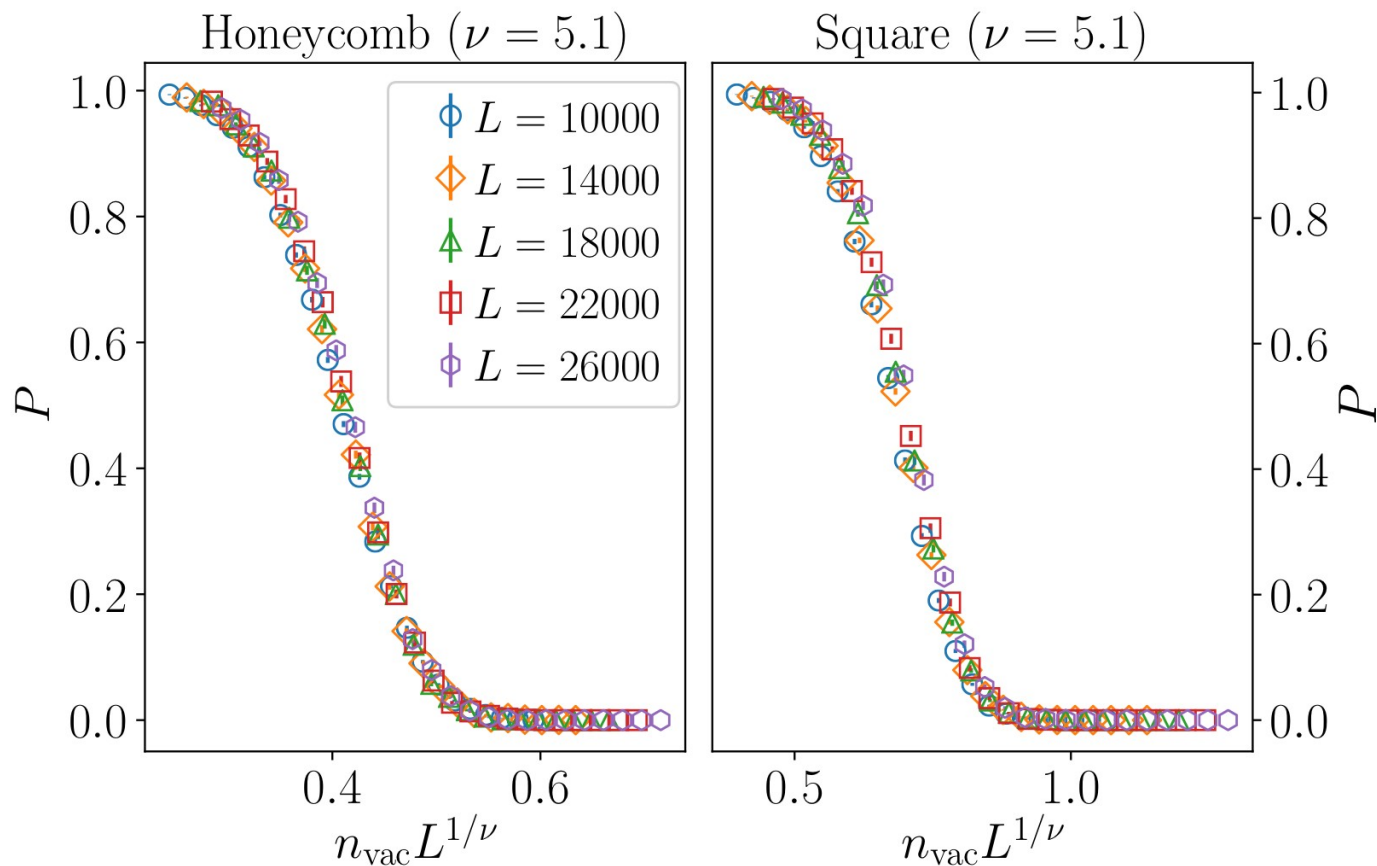 Honeycomb (ν = 5.1)
Square (ν = 5.1)
L = 10000
L = 14000
L = 18000
L = 22000
L = 26000
1.0
0.8
0.6
0.4
0.2
0.0
P
0.4
0.6
n_vac L^{1/ν}
0.5
1.0
n_vac L^{1/ν}
1.0
0.8
0.6
0.4
0.2
0.0
P